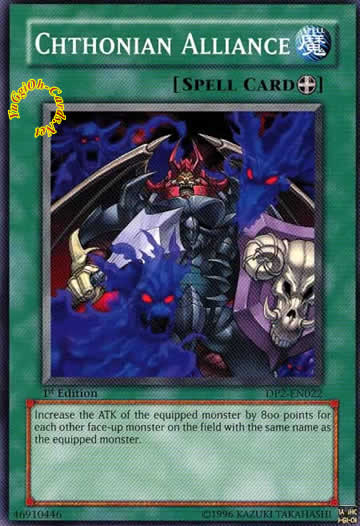 CHTHONIAN ALLIANCE
魔
[SPELL CARD]
YuGiOh-Cards.Net
1st Edition
DP2-EN022
Increase the ATK of the equipped monster by 800 points for
each other face-up monster on the field with the same name as
the equipped monster.
46910446
©1996 KAZUKI TAKAHASHI